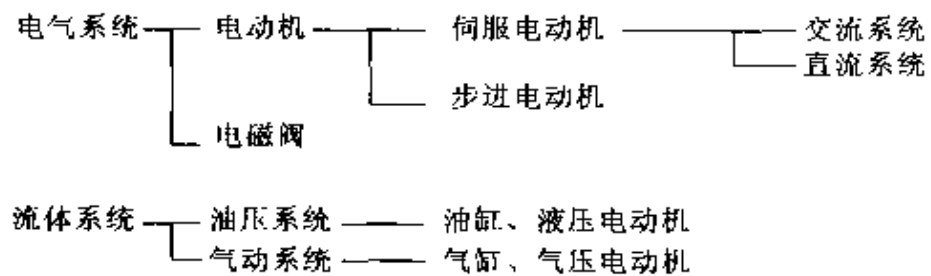 电气系统 电动机 伺服电动机 交流系统
直流系统
步进电动机
电磁阀
流体系统 油压系统 油缸、液压电动机
气动系统 气缸、气压电动机